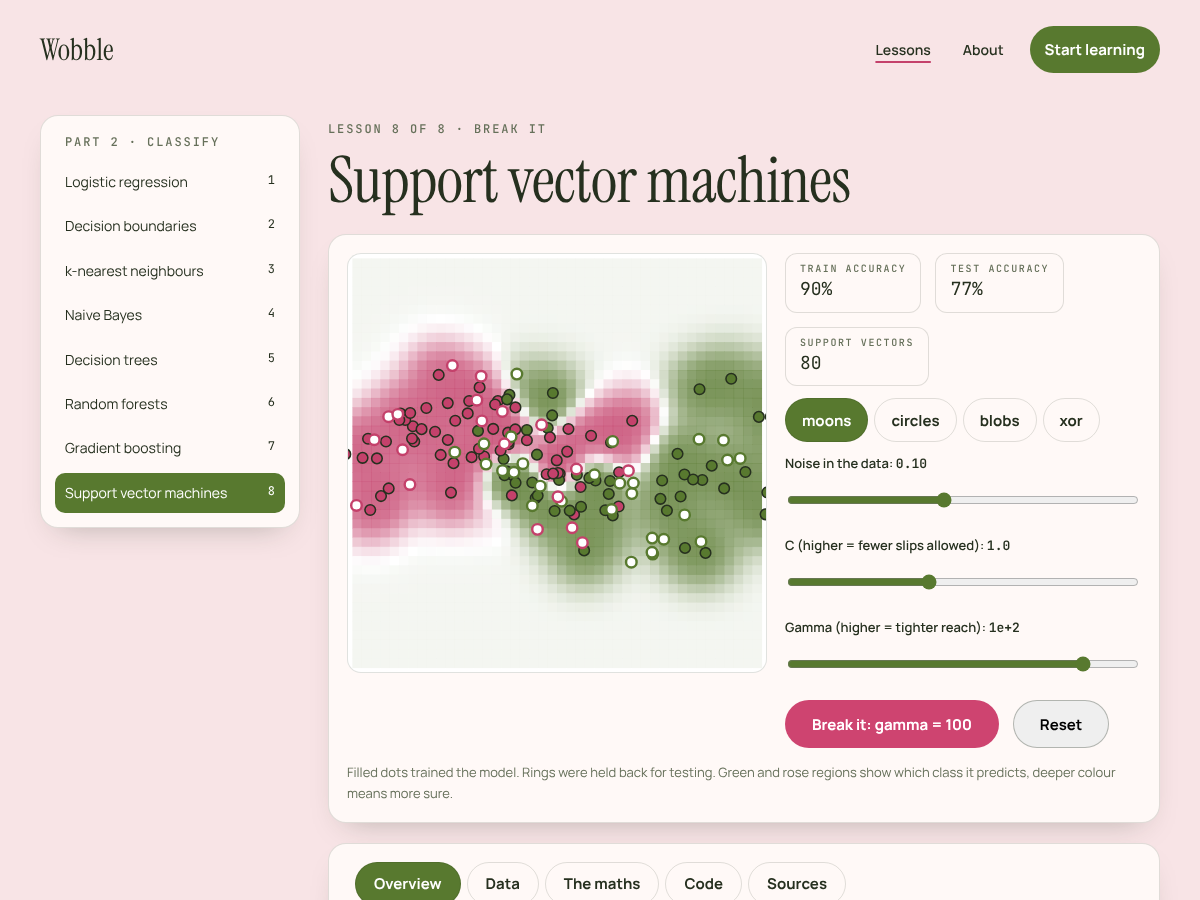 Wobble
Lessons
About
Start learning
PART 2 · CLASSIFY
Logistic regression 1
Decision boundaries 2
k-nearest neighbours 3
Naive Bayes 4
Decision trees 5
Random forests 6
Gradient boosting 7
Support vector machines 8
LESSON 8 OF 8 · BREAK IT
Support vector machines
TRAIN ACCURACY
90%
TEST ACCURACY
77%
SUPPORT VECTORS
80
moons
circles
blobs
xor
Noise in the data: 0.10
C (higher = fewer slips allowed): 1.0
Gamma (higher = tighter reach): 1e+2
Break it: gamma = 100
Reset
Filled dots trained the model. Rings were held back for testing. Green and rose regions show which class it predicts, deeper colour
means more sure.
Overview
Data
The maths
Code
Sources